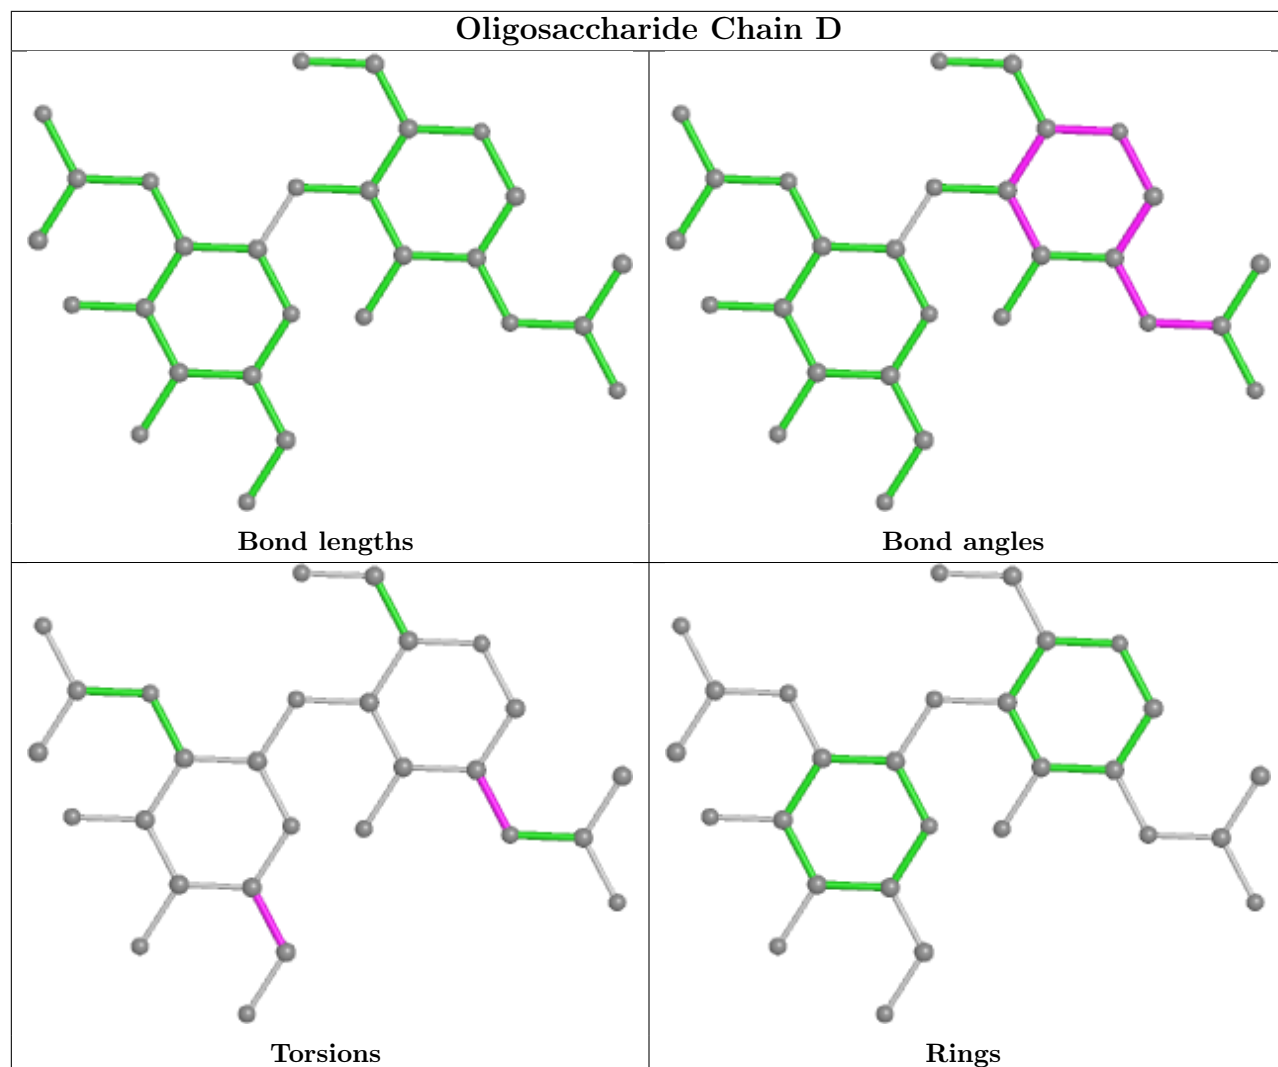 Oligosaccharide Chain D
Bond lengths
Bond angles
Torsions
Rings